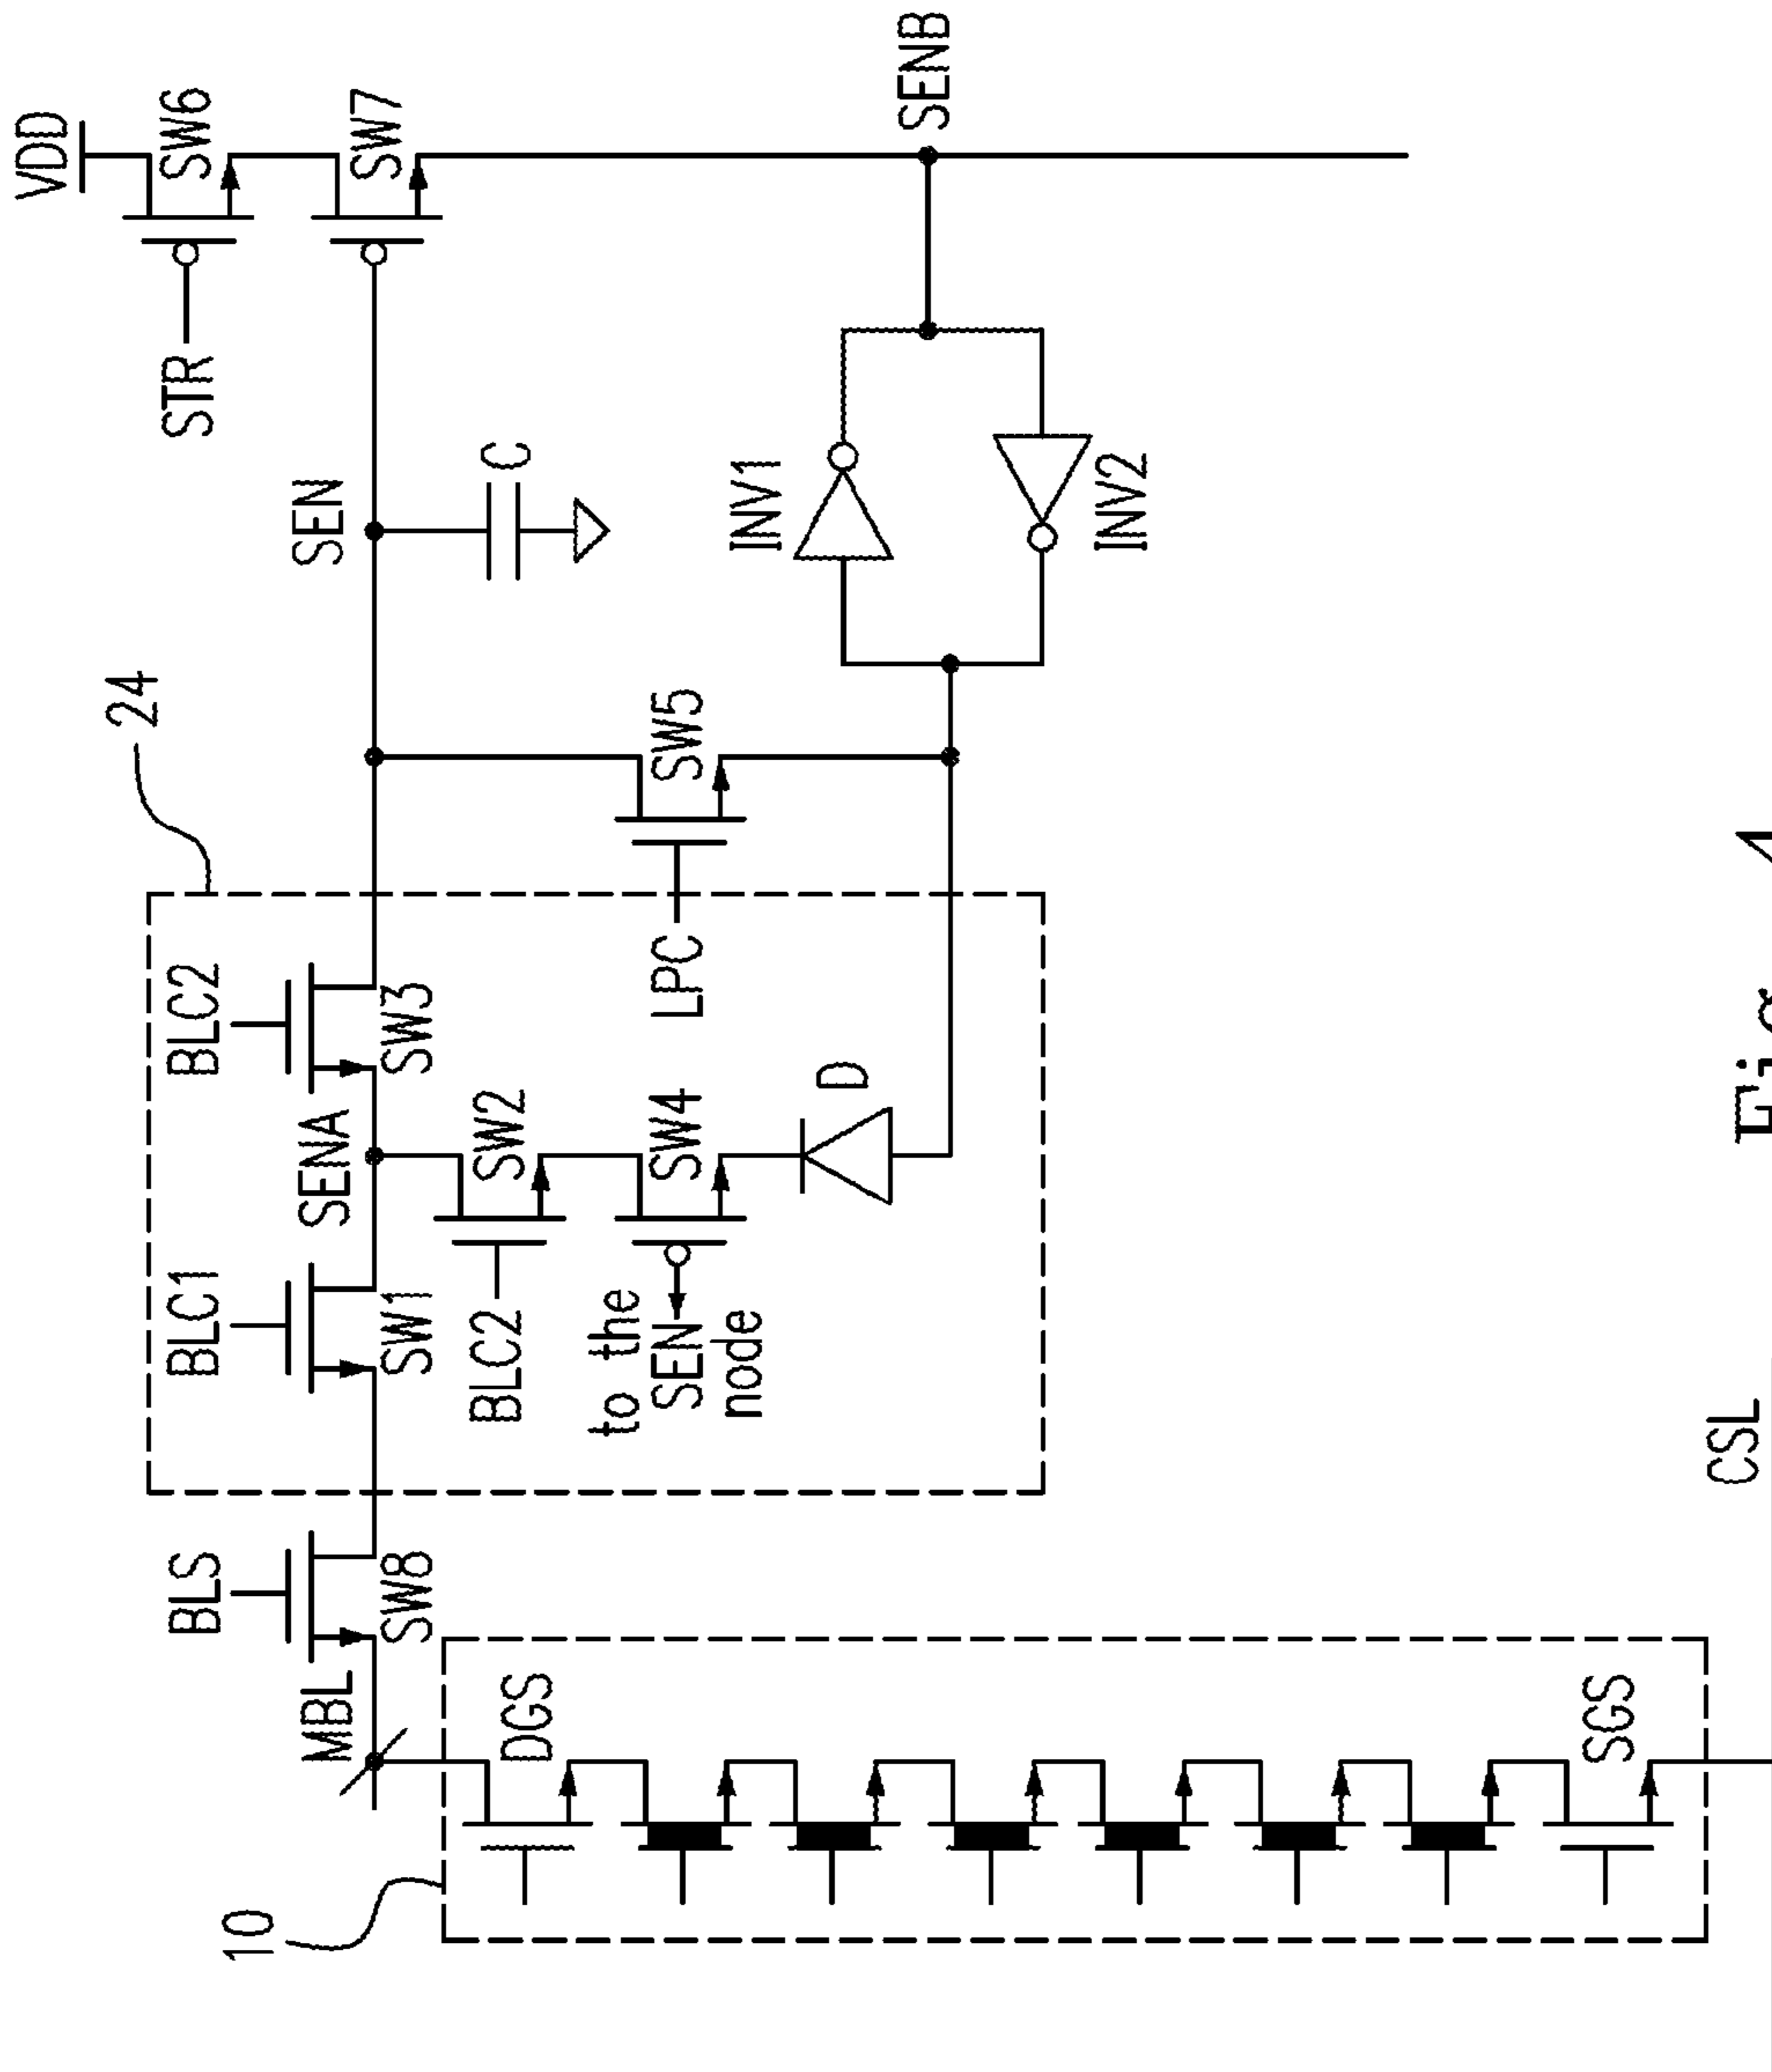 10
MBL
BLS
SW8
DGS
SGS
CSL
24
BLC1
SW1
SENA
BLC2
SW3
SW2
BLC2
SW4
to the
SEN
node
D
LPC
SW5
SEN
C
STR
VDD
SW6
SW7
INV1
INV2
SENB